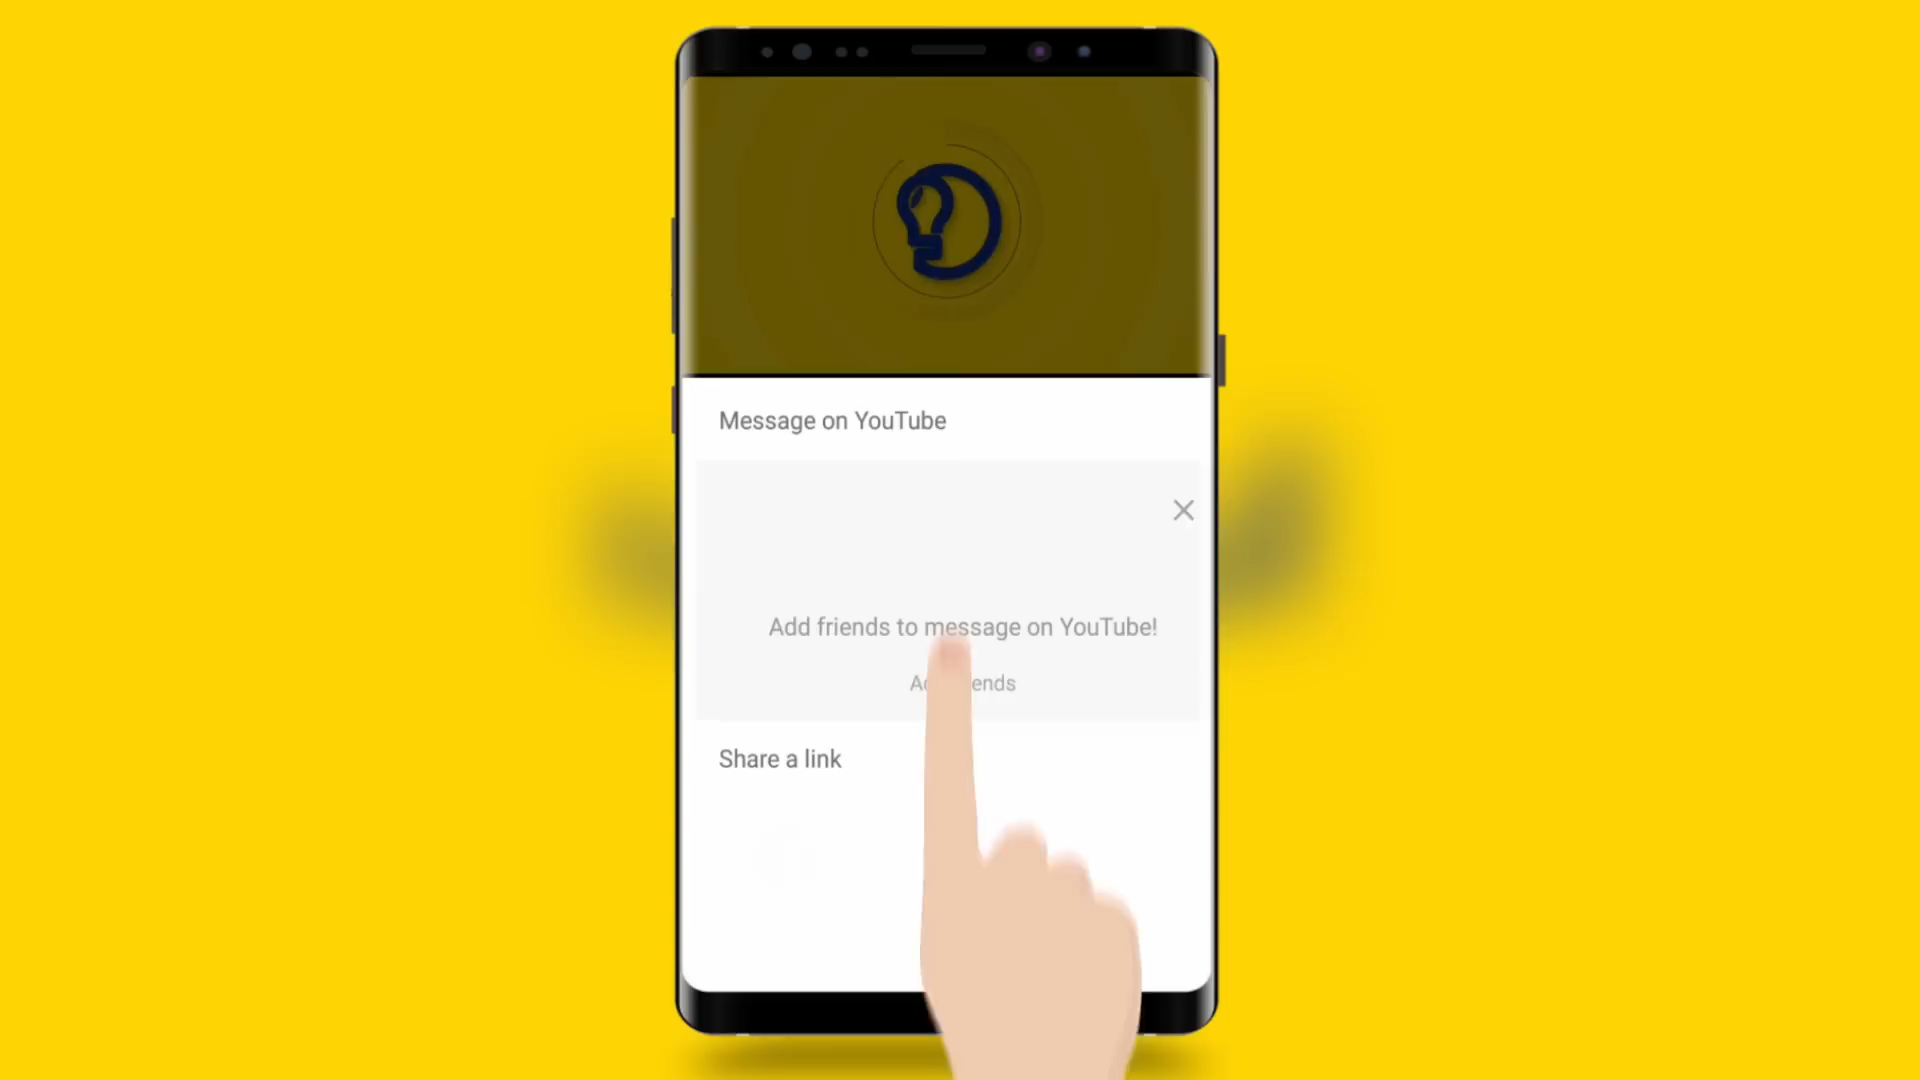 Message on YouTube
Add friends to message on YouTube!
Share a link